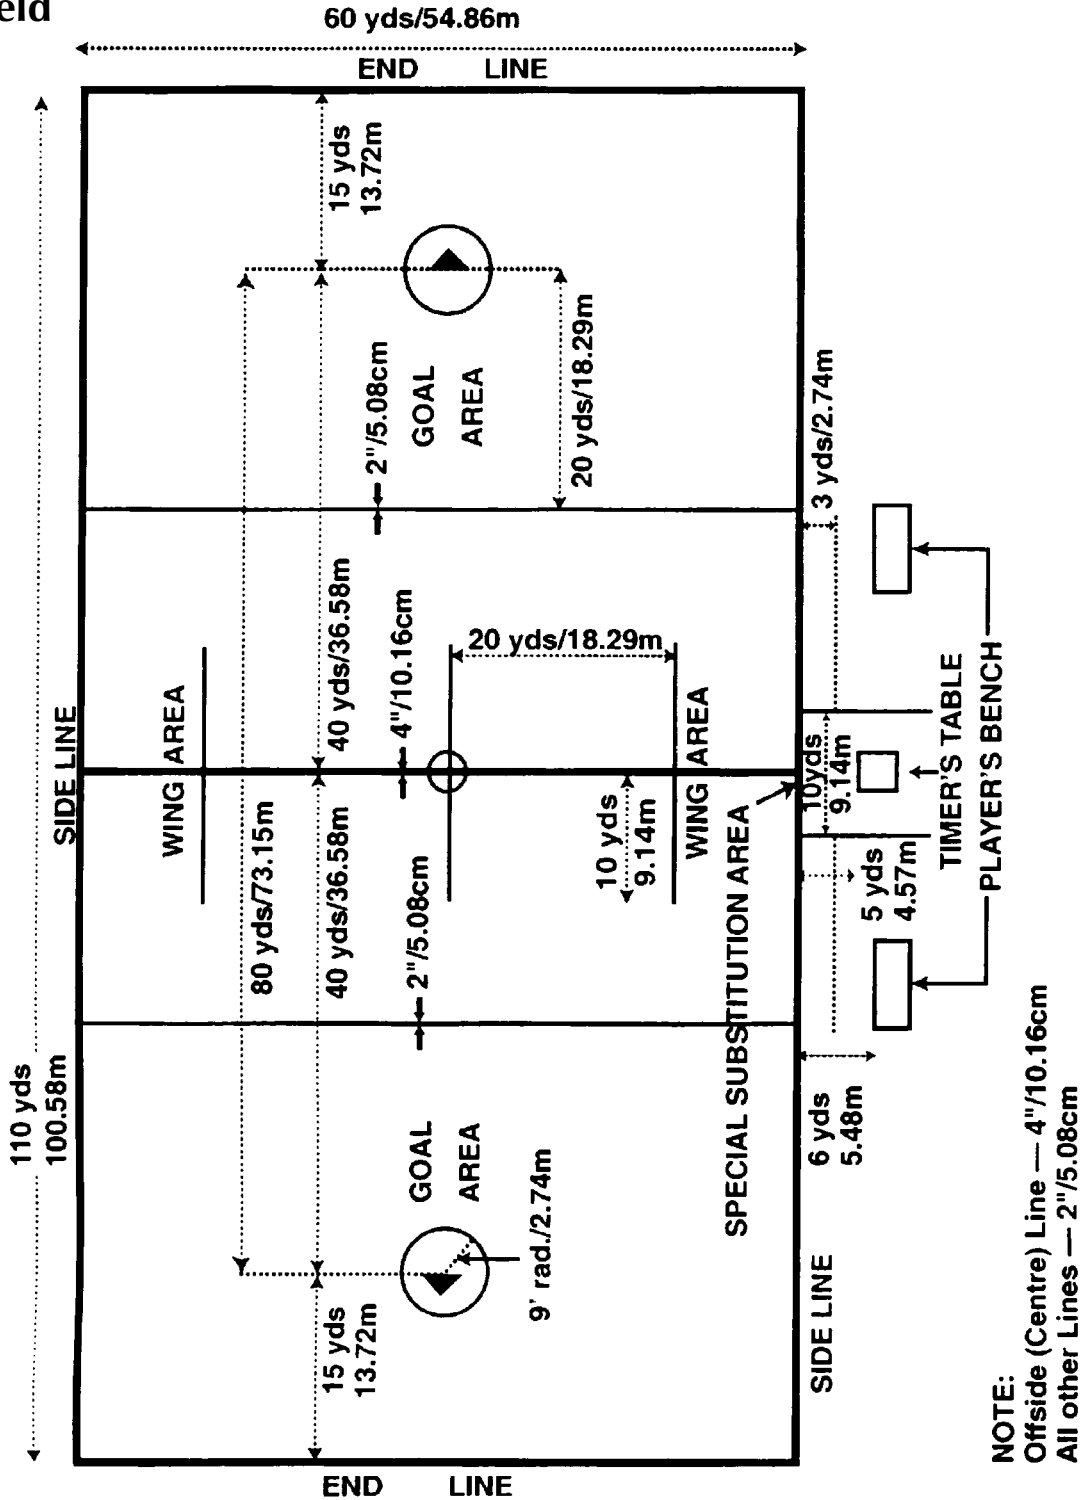 eld
60 yds/54.86m
END LINE
15 yds
13.72m
110 yds
100.58m
SIDE LINE
WING AREA
80 yds/73.15m
40 yds/36.58m
40 yds/36.58m
2"/5.08cm
GOAL
AREA
20 yds/18.29m
4"/10.16cm
20 yds/18.29m
10 yds
9.14m
WING AREA
2"/5.08cm
GOAL
AREA
9' rad./2.74m
15 yds
13.72m
SPECIAL SUBSTITUTION AREA
3 yds/2.74m
10yds
9.14m
5 yds
4.57m
6 yds
5.48m
TIMER'S TABLE
PLAYER'S BENCH
SIDE LINE
END LINE
NOTE:
Offside (Centre) Line — 4"/10.16cm
All other Lines — 2"/5.08cm